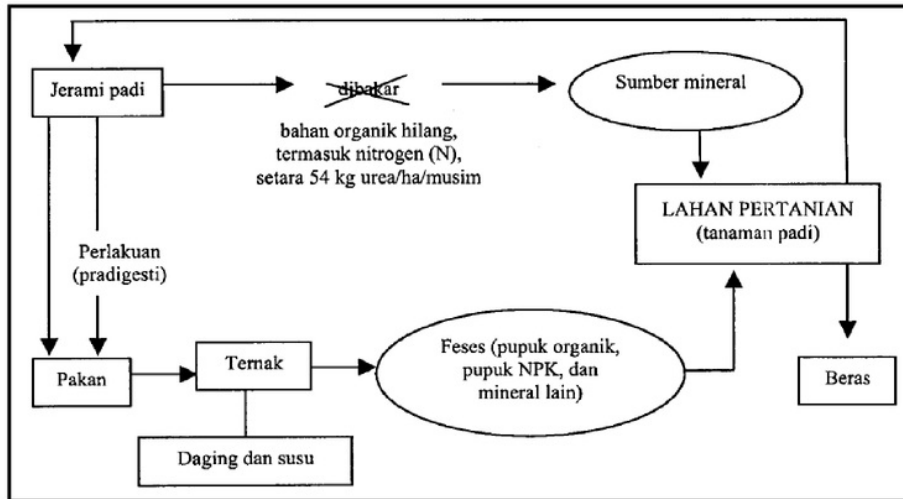 Jerami padi
dibakar
Sumber mineral
bahan organik hilang,
termasuk nitrogen (N),
setara 54 kg urea/ha/musim
LAHAN PERTANIAN
(tanaman padi)
Perlakuan
(pradigesti)
Pakan
Ternak
Feses (pupuk organik,
pupuk NPK, dan
mineral lain)
Beras
Daging dan susu